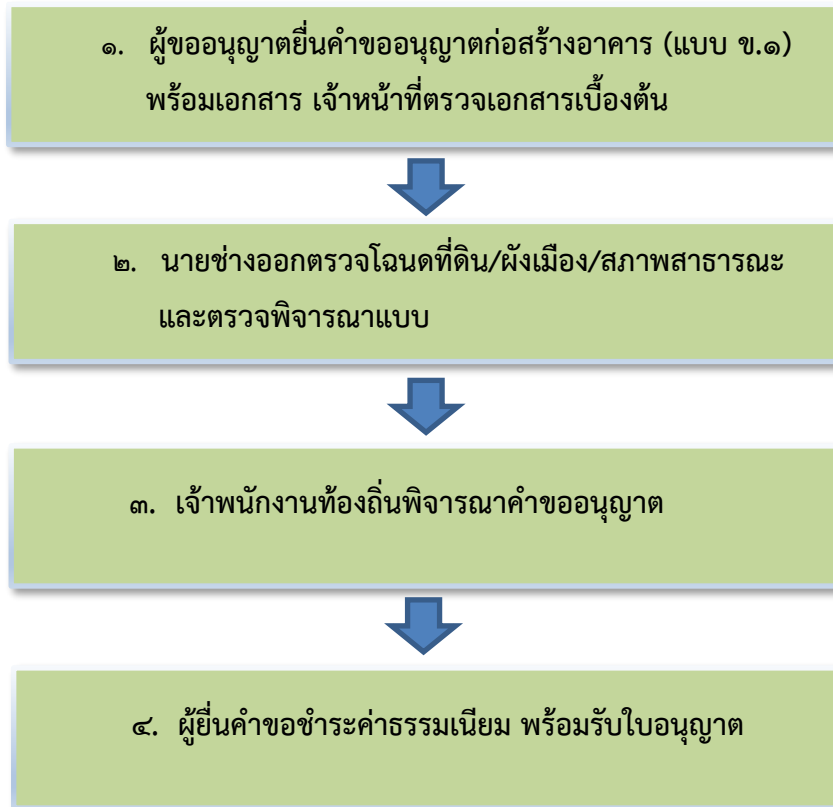 ๑. ผู้ขออนุญาตยื่นคำขออนุญาตก่อสร้างอาคาร (แบบ ข.๑)
พร้อมเอกสาร เจ้าหน้าที่ตรวจเอกสารเบื้องต้น
๒. นายช่างออกตรวจโฉนดที่ดิน/ผังเมือง/สภาพสาธารณะ
และตรวจพิจารณาแบบ
๓. เจ้าพนักงานท้องถิ่นพิจารณาคำขออนุญาต
๔. ผู้ยื่นคำขอชำระค่าธรรมเนียม พร้อมรับใบอนุญาต